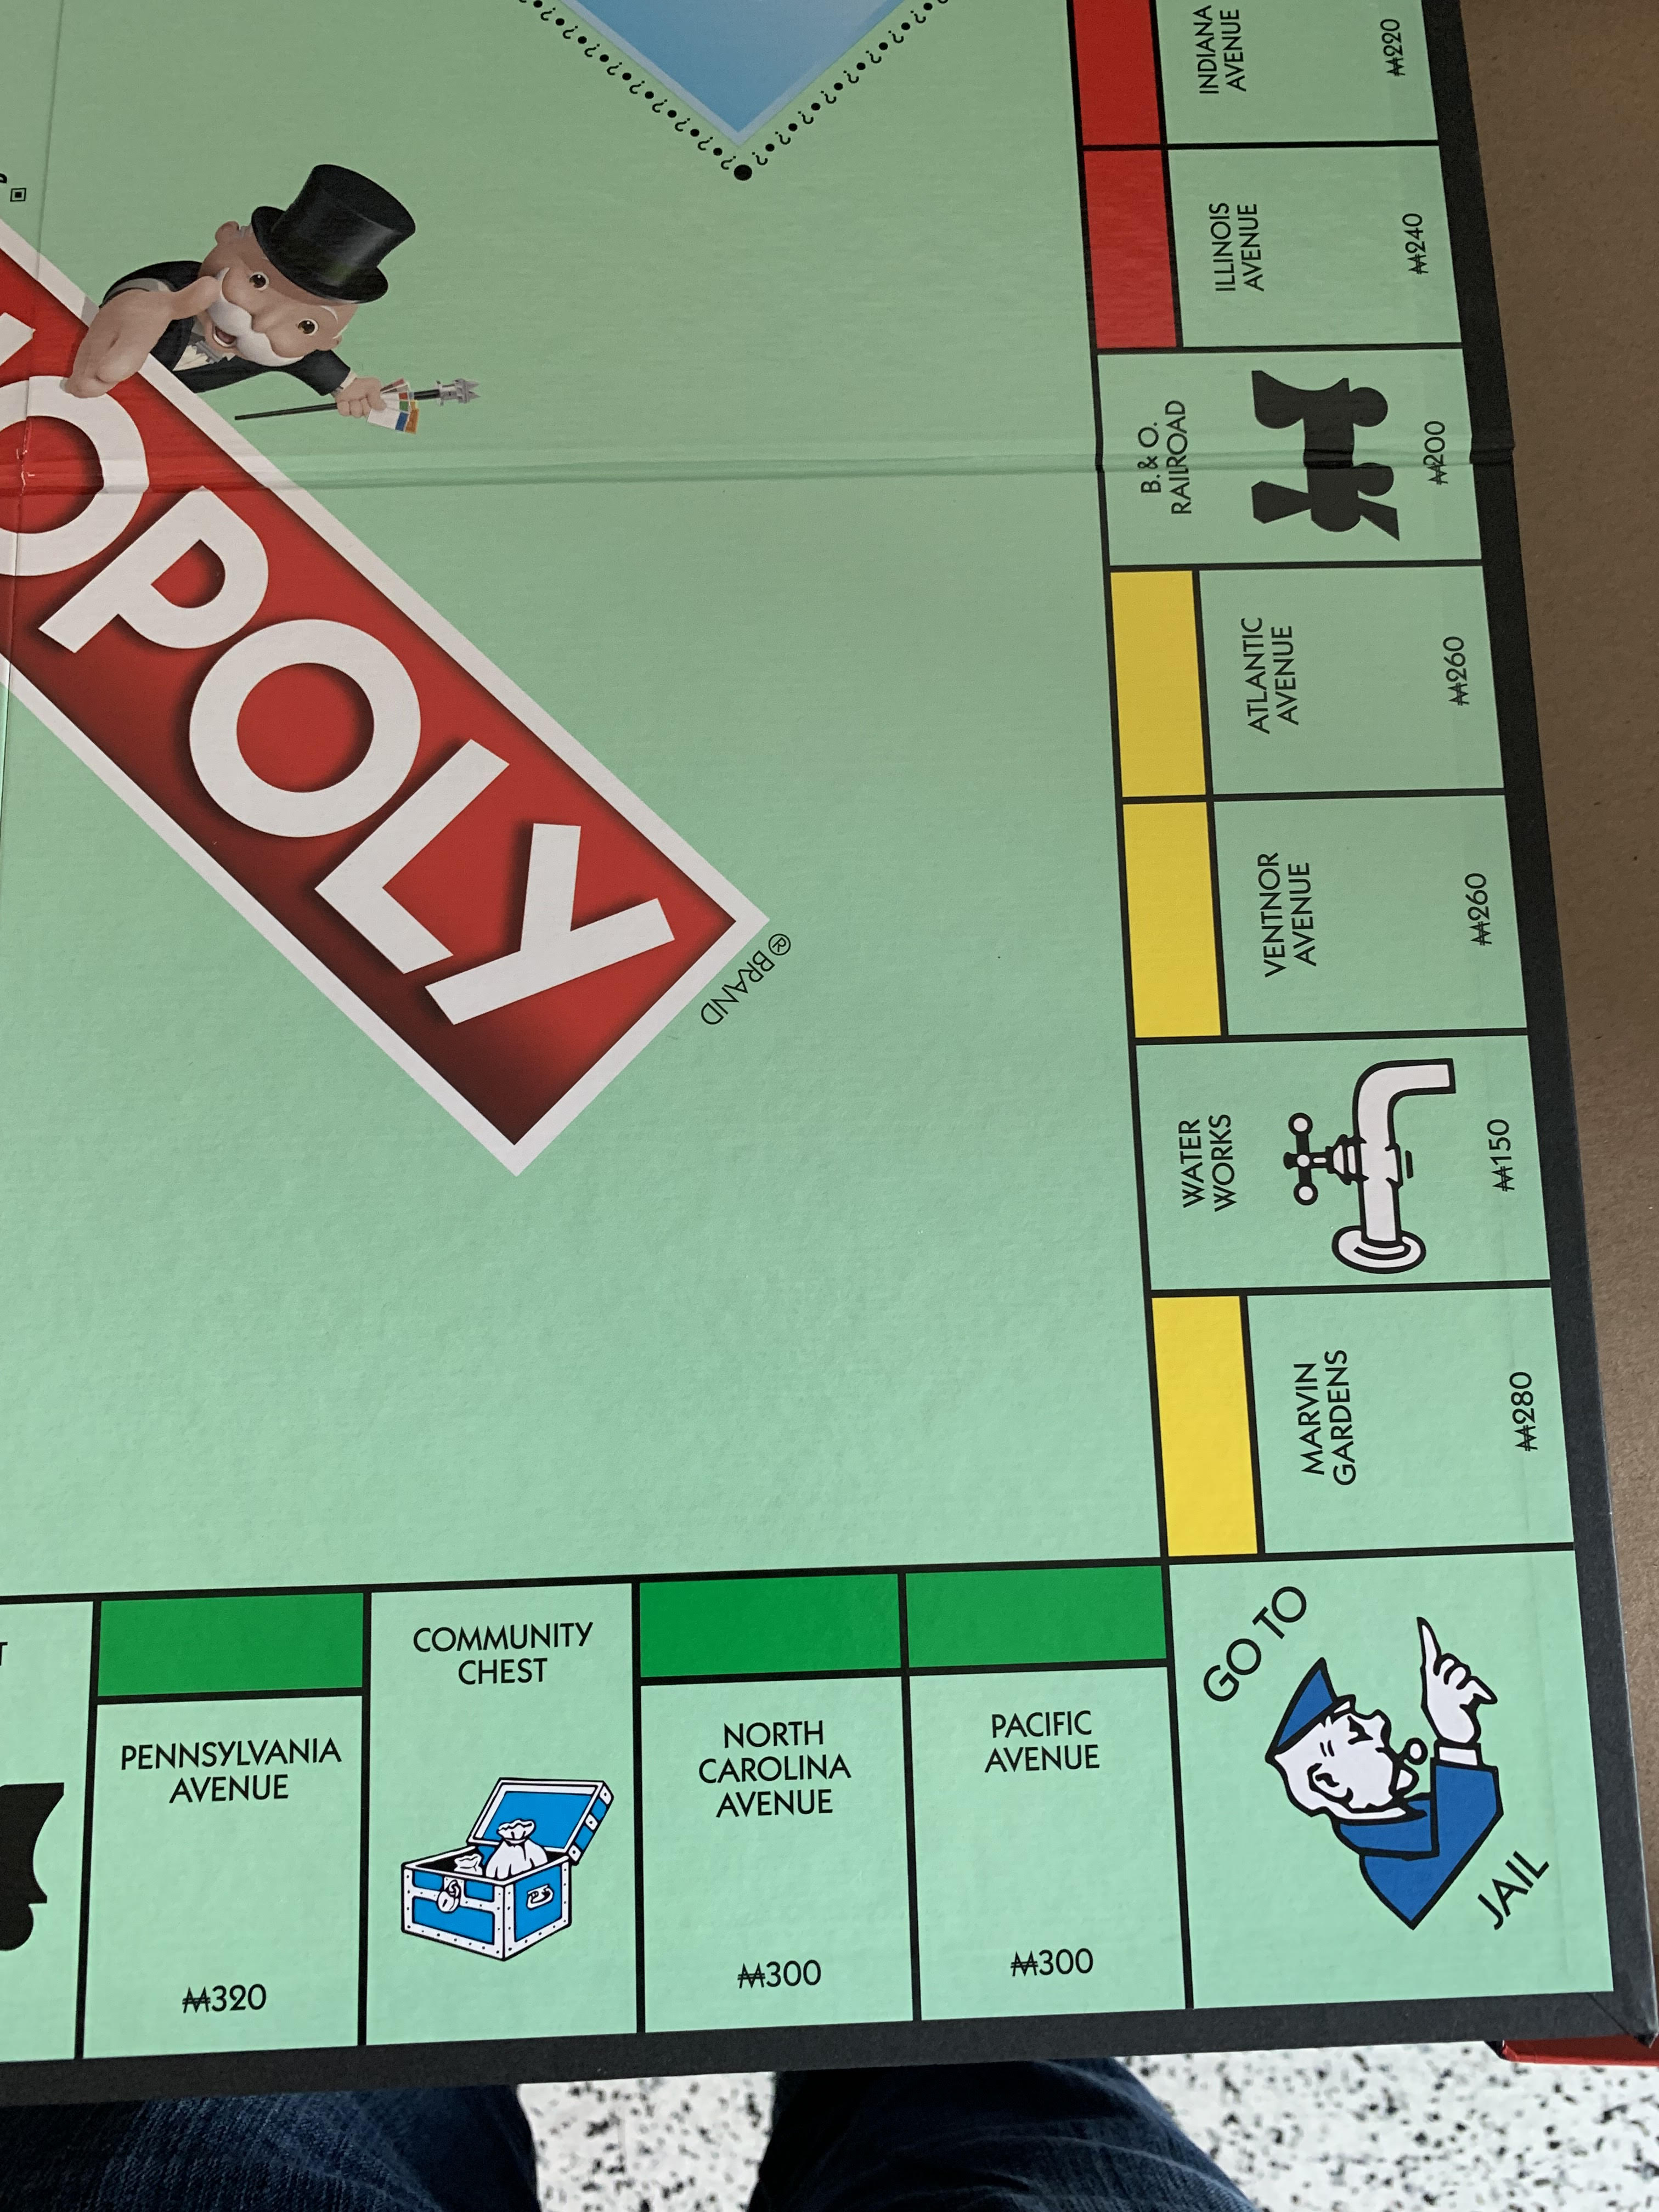 INDIANA
AVENUE
₩220
ILLINOIS
AVENUE
₩240
B. & O.
RAILROAD
₩200
ATLANTIC
AVENUE
₩260
VENTNOR
AVENUE
₩260
WATER
WORKS
₩150
MARVIN
GARDENS
₩280
GO TO
JAIL
PACIFIC
AVENUE
₩300
NORTH
CAROLINA
AVENUE
₩300
COMMUNITY
CHEST
PENNSYLVANIA
AVENUE
₩320
T
OPOLY
®BRAND